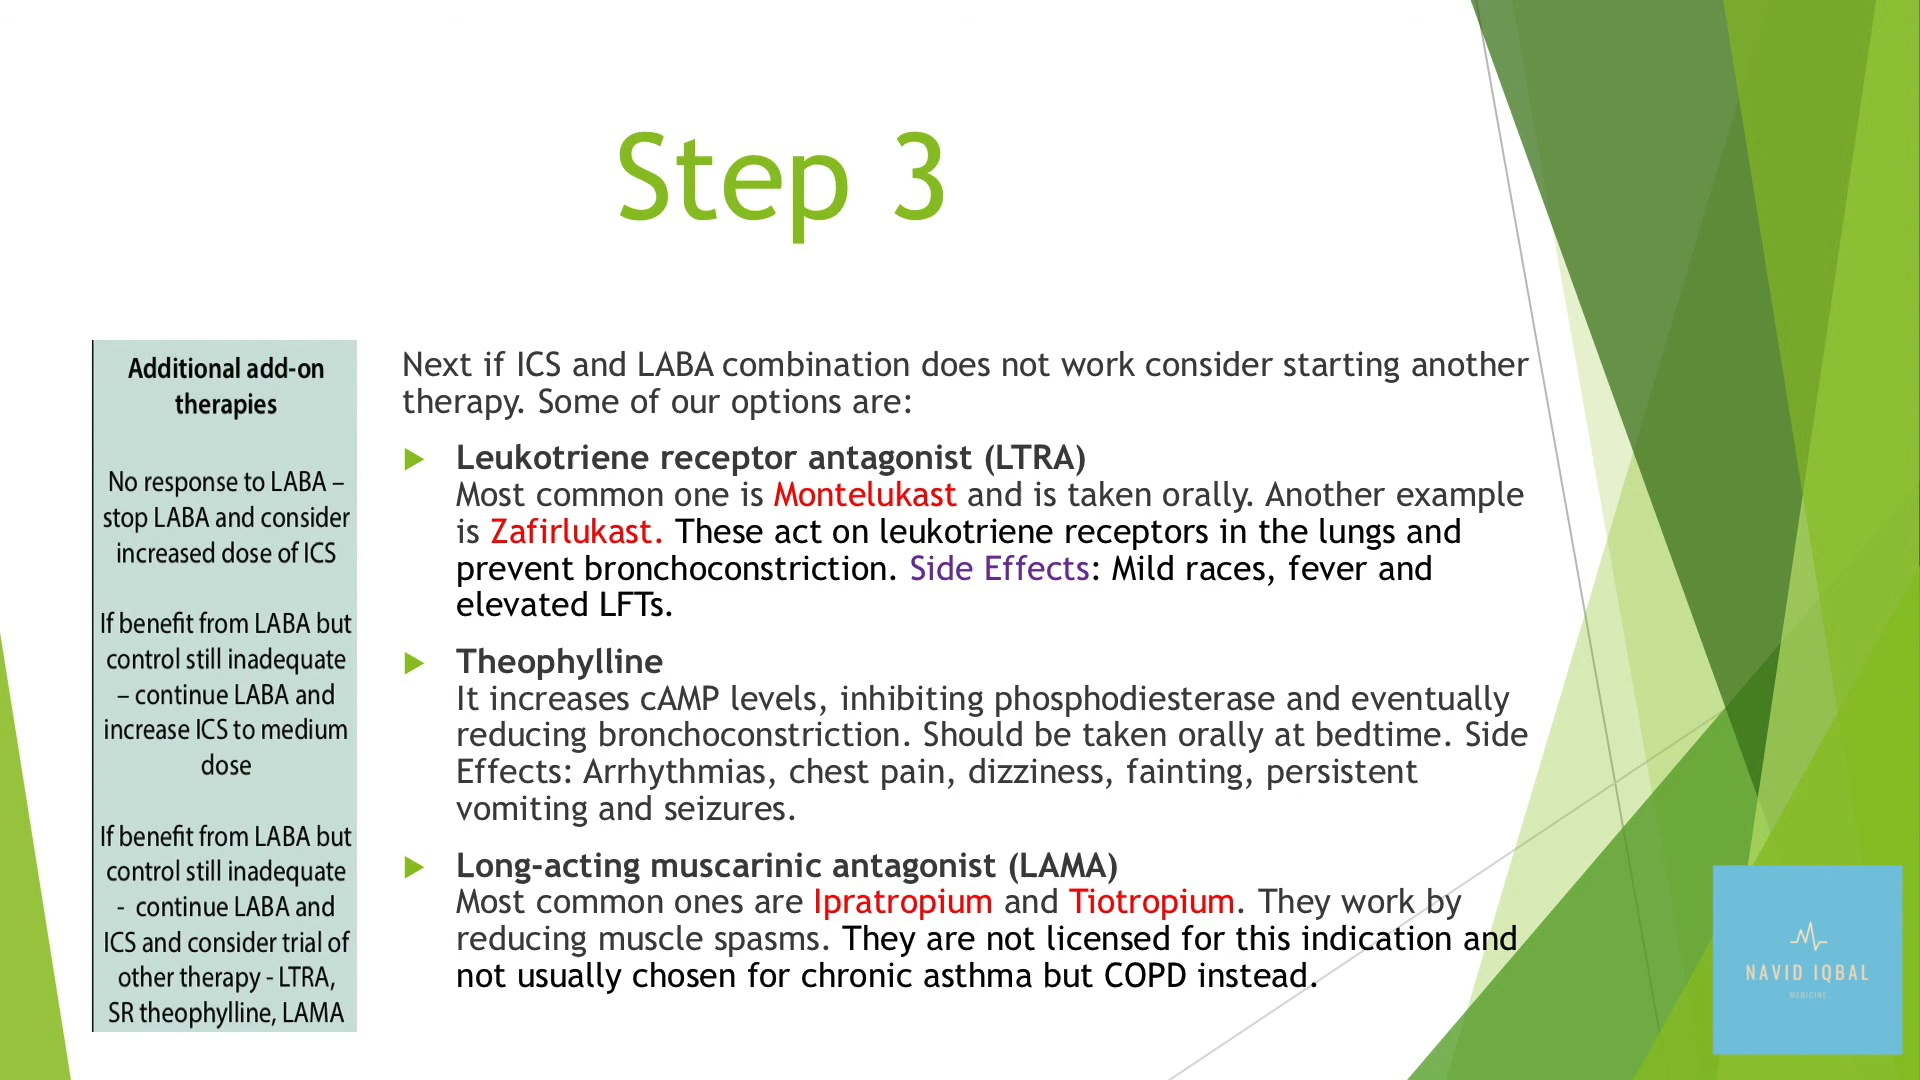 Step 3
Additional add-on
therapies
No response to LABA –
stop LABA and consider
increased dose of ICS
If benefit from LABA but
control still inadequate
– continue LABA and
increase ICS to medium
dose
If benefit from LABA but
control still inadequate
- continue LABA and
ICS and consider trial of
other therapy - LTRA,
SR theophylline, LAMA
Next if ICS and LABA combination does not work consider starting another
therapy. Some of our options are:
Leukotriene receptor antagonist (LTRA)
Most common one is Montelukast and is taken orally. Another example
is Zafirlukast. These act on leukotriene receptors in the lungs and
prevent bronchoconstriction. Side Effects: Mild races, fever and
elevated LFTs.
Theophylline
It increases cAMP levels, inhibiting phosphodiesterase and eventually
reducing bronchoconstriction. Should be taken orally at bedtime. Side
Effects: Arrhythmias, chest pain, dizziness, fainting, persistent
vomiting and seizures.
Long-acting muscarinic antagonist (LAMA)
Most common ones are Ipratropium and Tiotropium. They work by
reducing muscle spasms. They are not licensed for this indication and
not usually chosen for chronic asthma but COPD instead.
NAVID IQBAL
MEDICINE